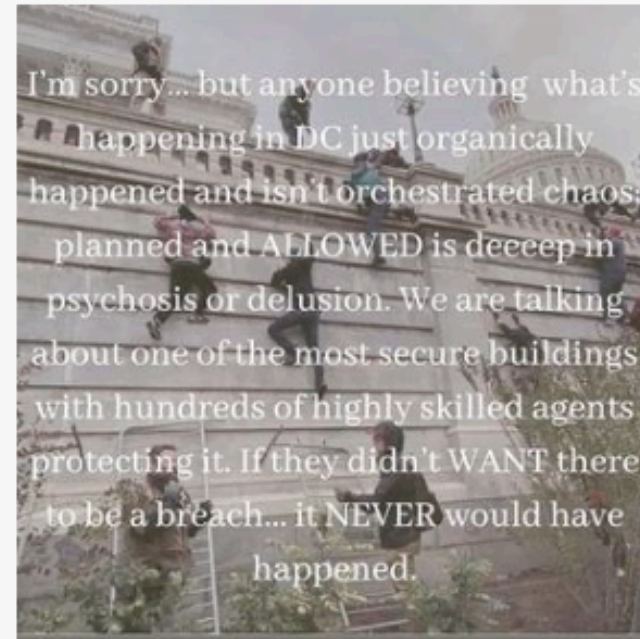 I'm sorry... but anyone believing what's
happening in DC just organically
happened and isn't orchestrated chaos:
planned and ALLOWED is deeeep in
psychosis or delusion. We are talking
about one of the most secure buildings
with hundreds of highly skilled agents
protecting it. If they didn't WANT there
to be a breach... it NEVER would have
happened.